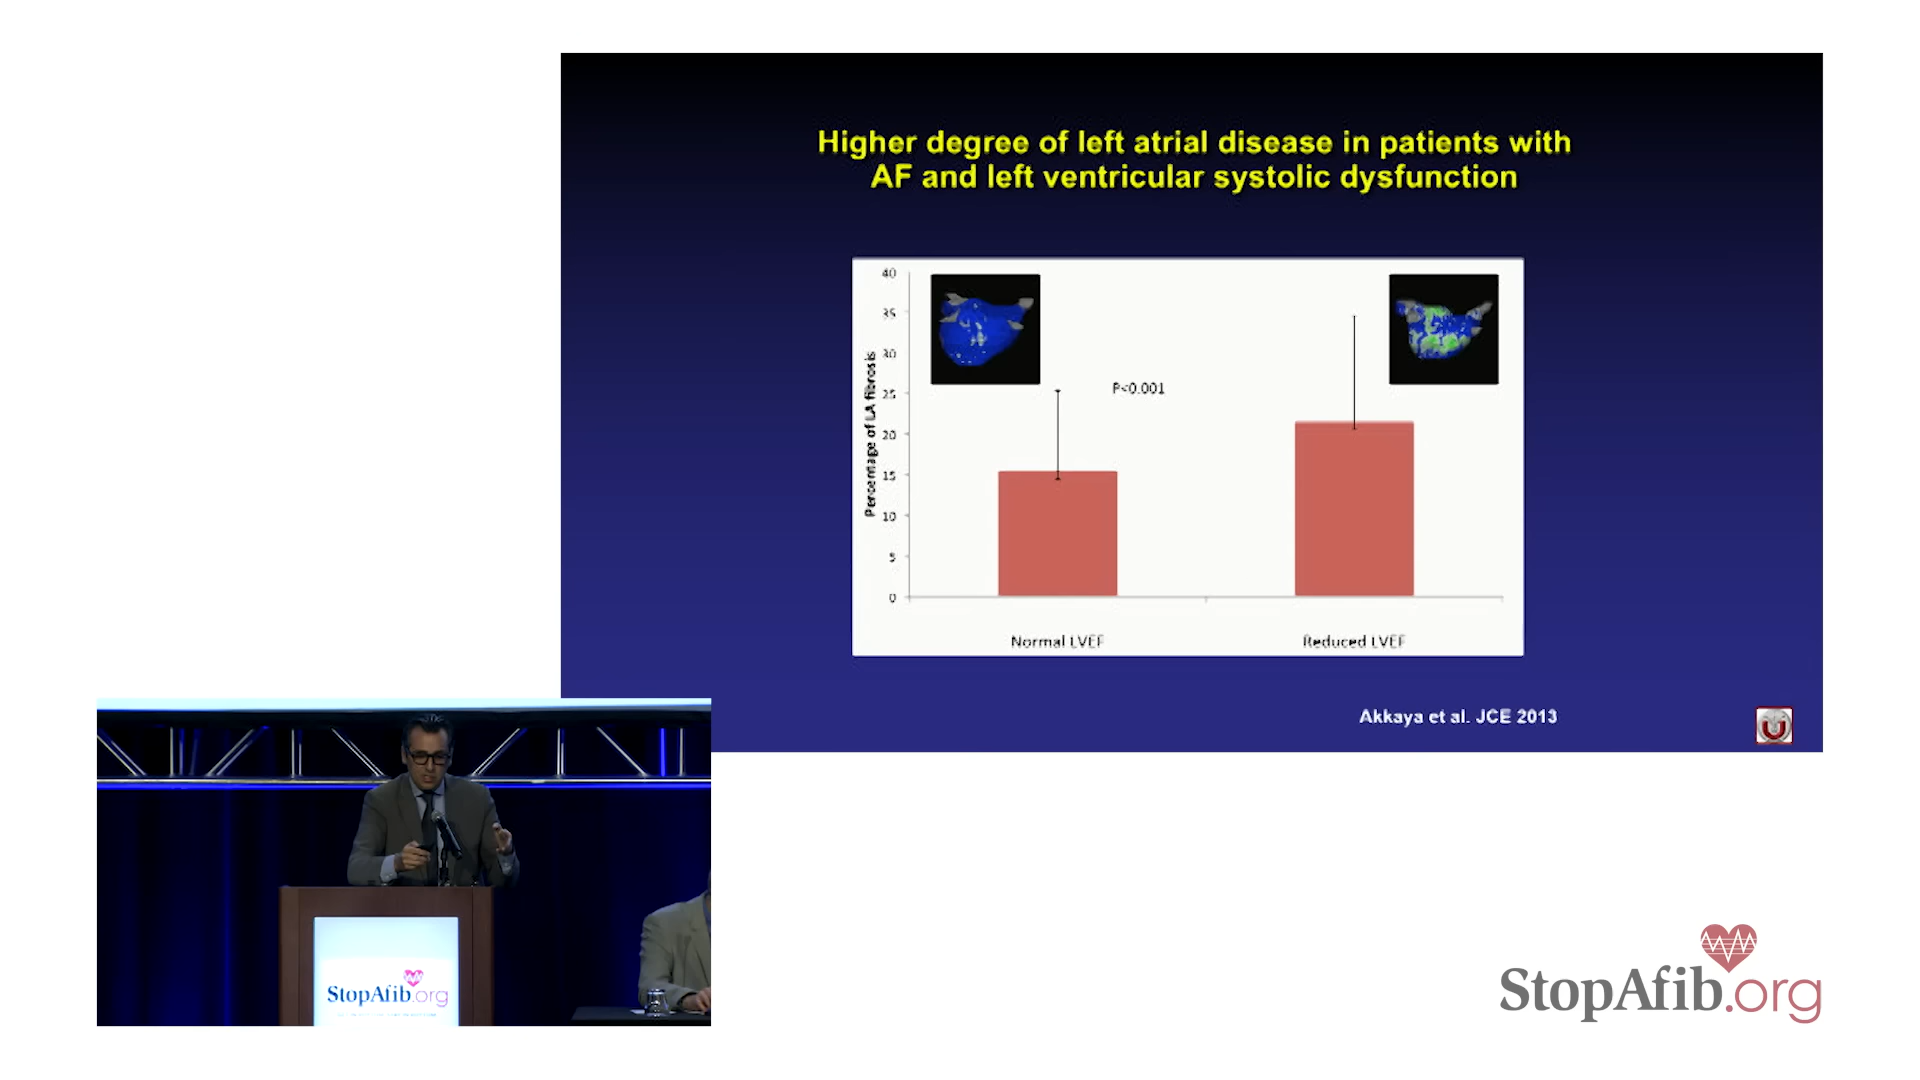 Higher degree of left atrial disease in patients with
AF and left ventricular systolic dysfunction
40
35
30
25
20
15
10
5
0
Percentage of LA fibrosis
P<0.001
Normal LVEF
Reduced LVEF
Akkaya et al. JCE 2013
U
StopAfib.org
StopAfib.org